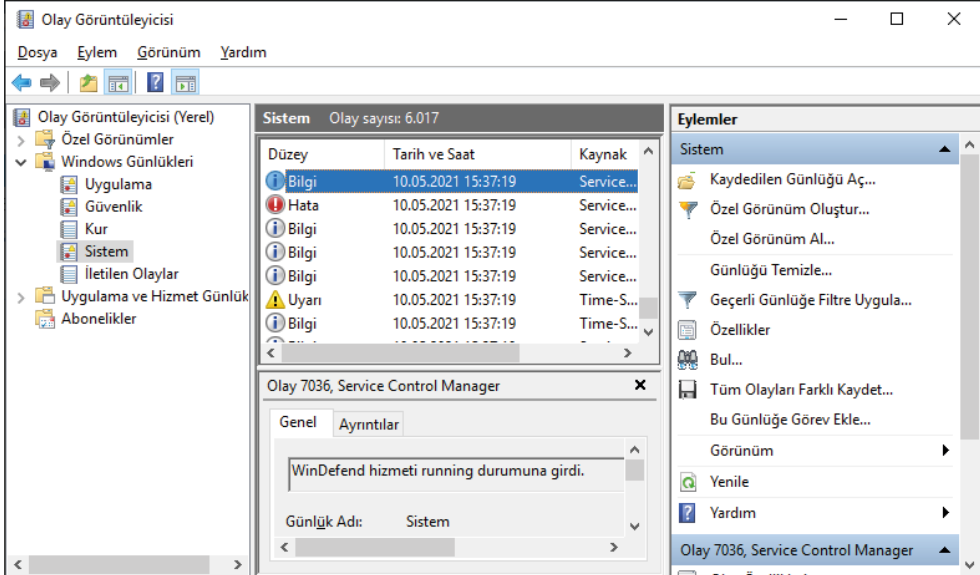 Olay Görüntüleyicisi
Dosya Eylem Görünüm Yardım
Olay Görüntüleyicisi (Yerel)
Özel Görünümler
Windows Günlükleri
Uygulama
Güvenlik
Kur
Sistem
İletilen Olaylar
Uygulama ve Hizmet Günlük
Abonelikler
Sistem Olay sayısı: 6.017
Düzey Tarih ve Saat Kaynak
Bilgi 10.05.2021 15:37:19 Service...
Hata 10.05.2021 15:37:19 Service...
Bilgi 10.05.2021 15:37:19 Service...
Bilgi 10.05.2021 15:37:19 Service...
Bilgi 10.05.2021 15:37:19 Service...
Uyarı 10.05.2021 15:37:19 Time-S...
Bilgi 10.05.2021 15:37:19 Time-S...
Olay 7036, Service Control Manager
Genel Ayrıntılar
WinDefend hizmeti running durumuna girdi.
Günlük Adı: Sistem
Eylemler
Sistem
Kaydedilen Günlüğü Aç...
Özel Görünüm Oluştur...
Özel Görünüm Al...
Günlüğü Temizle...
Geçerli Günlüğe Filtre Uygula...
Özellikler
Bul...
Tüm Olayları Farklı Kaydet...
Bu Günlüğe Görev Ekle...
Görünüm
Yenile
Yardım
Olay 7036, Service Control Manager